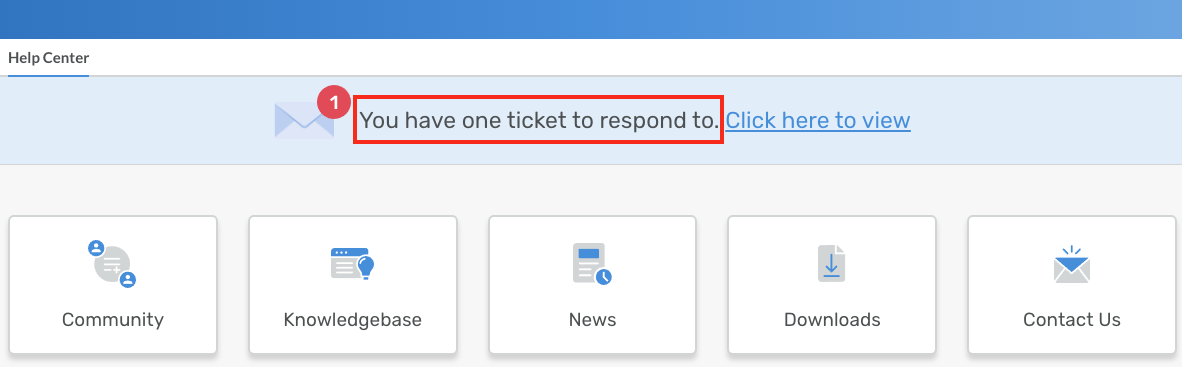 Help Center
1
You have one ticket to respond to. Click here to view
Community
Knowledgebase
News
Downloads
Contact Us